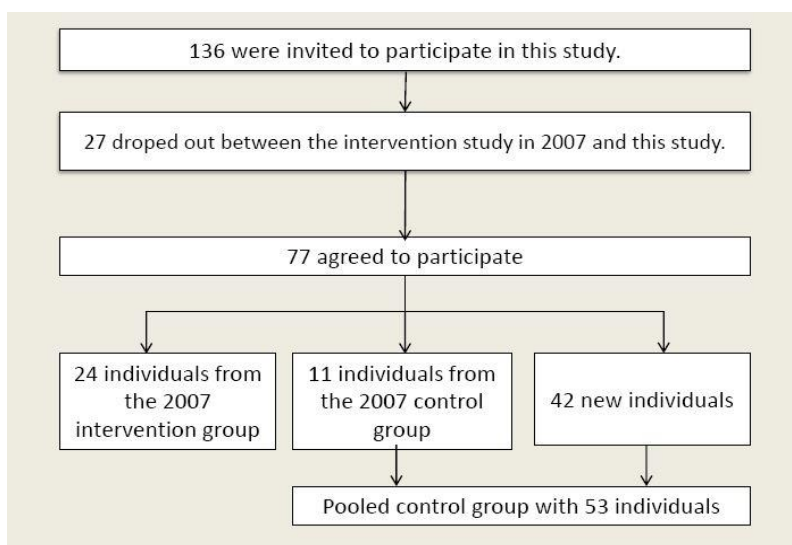 136 were invited to participate in this study.
27 droped out between the intervention study in 2007 and this study.
77 agreed to participate
24 individuals from
the 2007
intervention group
11 individuals from
the 2007 control
group
42 new individuals
Pooled control group with 53 individuals